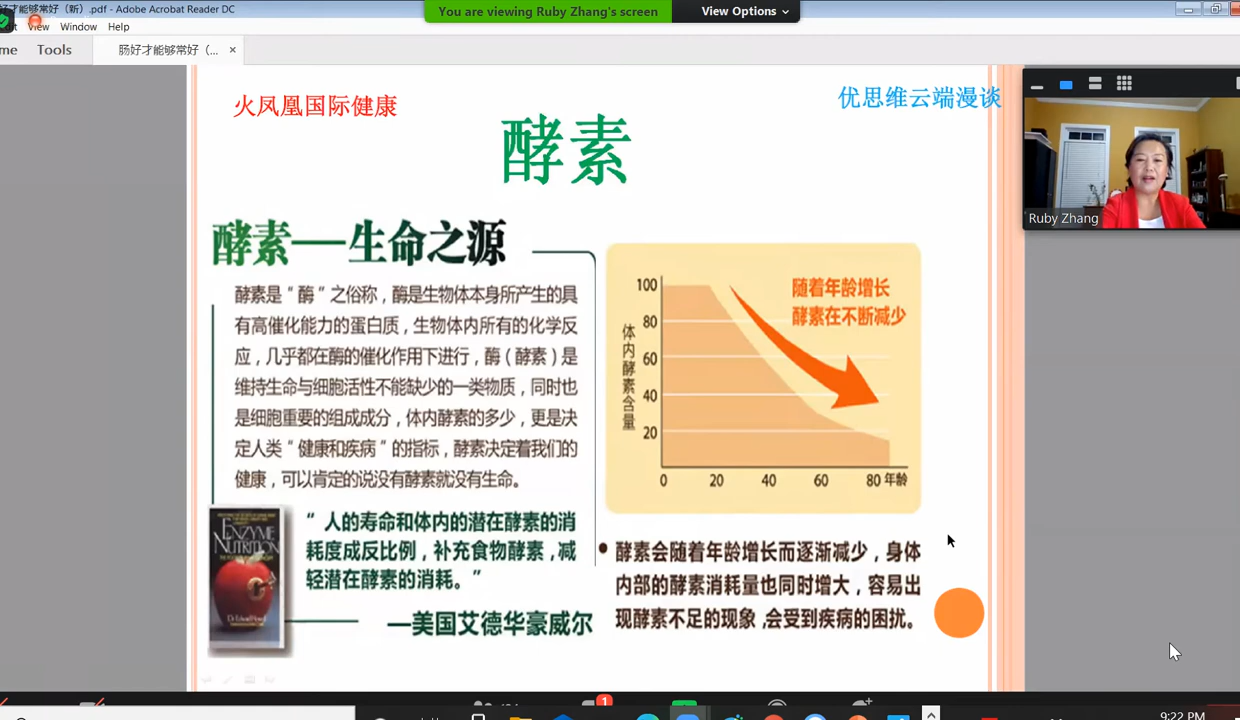 才能够常好（新）.pdf - Adobe Acrobat Reader DC
You are viewing Ruby Zhang's screen
View Options
View Window Help
me Tools 肠好才能够常好（... ×
火凤凰国际健康
优思维云端漫谈
酵素
Ruby Zhang
酵素——生命之源
酵素是“酶”之俗称，酶是生物体本身所产生的具
有高催化能力的蛋白质，生物体内所有的化学反
应，几乎都在酶的催化作用下进行，酶（酵素）是
维持生命与细胞活性不能缺少的一类物质，同时也
是细胞重要的组成成分，体内酵素的多少，更是决
定人类“健康和疾病”的指标，酵素决定着我们的
健康，可以肯定的说没有酵素就没有生命。
ENZYME
NUTRITION
“人的寿命和体内的潜在酵素的消
耗度成反比例，补充食物酵素，减
轻潜在酵素的消耗。”
—美国艾德华豪威尔
随着年龄增长
酵素在不断减少
体内酵素含量
100
80
60
40
20
0 20 40 60 80 年龄
• 酵素会随着年龄增长而逐渐减少，身体
内部的酵素消耗量也同时增大，容易出
现酵素不足的现象，会受到疾病的困扰。
1
9:22 PM